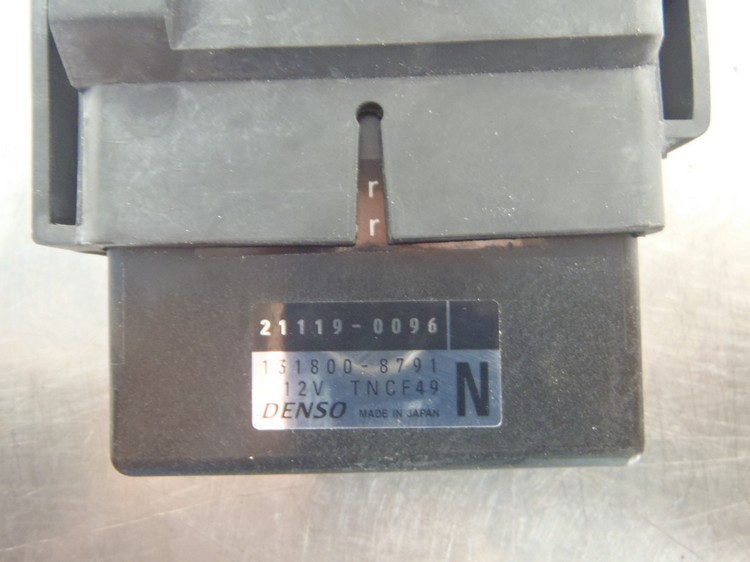 r
r
21119-0096
131800-8791
12V TNCF49
DENSO MADE IN JAPAN N